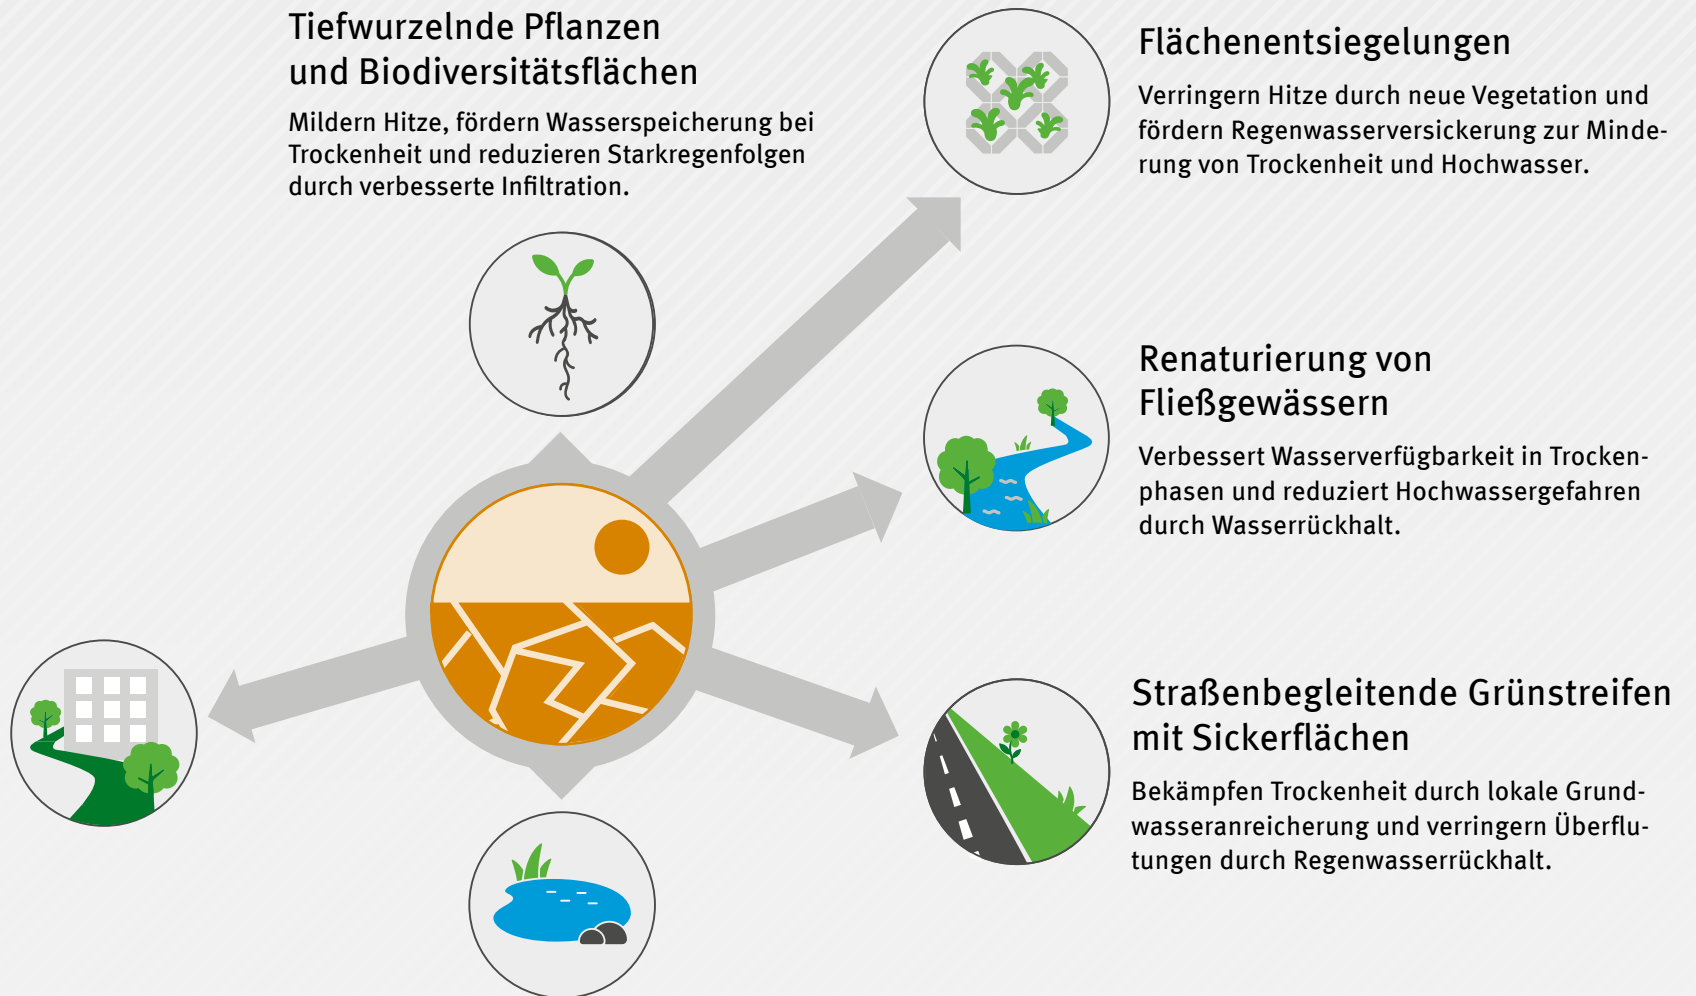 Tiefwurzelnde Pflanzen
und Biodiversitätsflächen
Mildern Hitze, fördern Wasserspeicherung bei
Trockenheit und reduzieren Starkregenfolgen
durch verbesserte Infiltration.
Flächenentsiegelungen
Verringern Hitze durch neue Vegetation und
fördern Regenwasserversickerung zur Minde-
rung von Trockenheit und Hochwasser.
Renaturierung von
Fließgewässern
Verbessert Wasserverfügbarkeit in Trocken-
phasen und reduziert Hochwassergefahren
durch Wasserrückhalt.
Straßenbegleitende Grünstreifen
mit Sickerflächen
Bekämpfen Trockenheit durch lokale Grund-
wasseranreicherung und verringern Überflu-
tungen durch Regenwasserrückhalt.